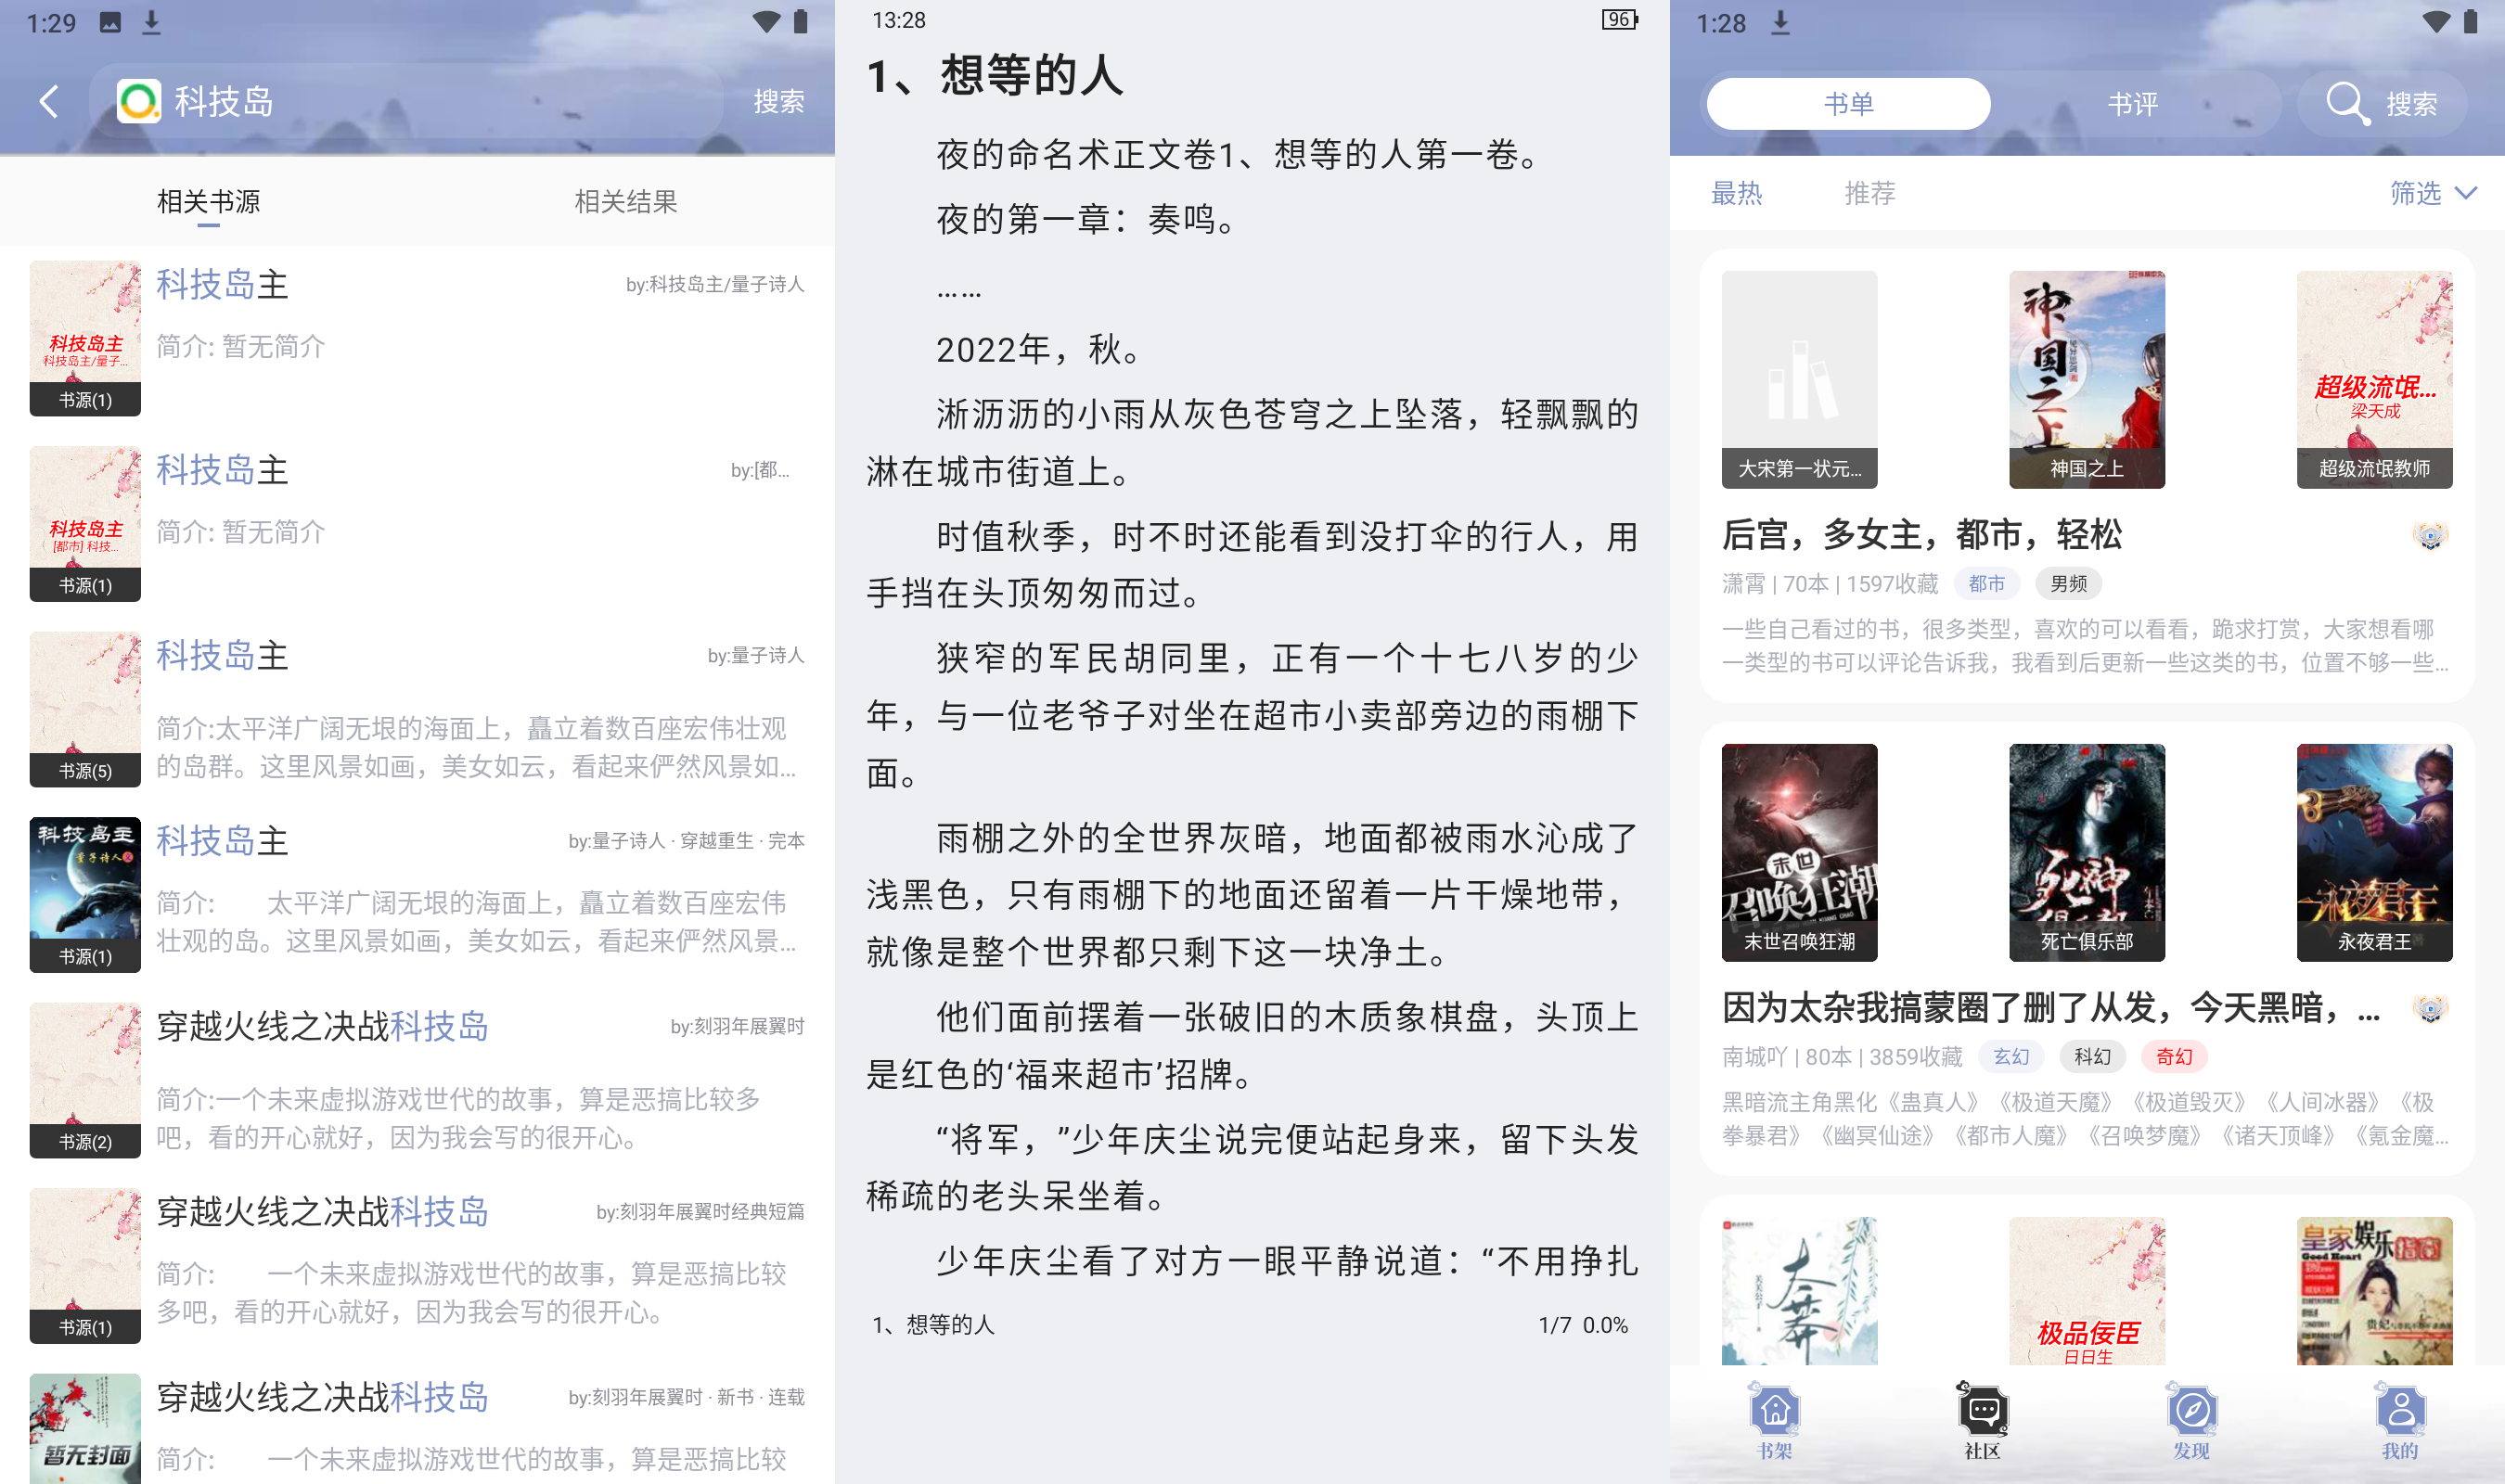 1:29
科技岛
搜索
相关书源
相关结果
科技岛主
by:科技岛主/量子诗人
简介: 暂无简介
科技岛主
科技岛主/量子...
书源(1)
科技岛主
by:[都...
简介: 暂无简介
科技岛主
[都市] 科技...
书源(1)
科技岛主
by:量子诗人
简介:太平洋广阔无垠的海面上，矗立着数百座宏伟壮观
的岛群。这里风景如画，美女如云，看起来俨然风景如...
书源(5)
科技岛主
量子诗人
科技岛主
by:量子诗人 · 穿越重生 · 完本
简介:　　太平洋广阔无垠的海面上，矗立着数百座宏伟
壮观的岛。这里风景如画，美女如云，看起来俨然风景...
书源(1)
穿越火线之决战科技岛
by:刻羽年展翼时
简介:一个未来虚拟游戏世代的故事，算是恶搞比较多
吧，看的开心就好，因为我会写的很开心。
书源(2)
穿越火线之决战科技岛
by:刻羽年展翼时经典短篇
简介:　　一个未来虚拟游戏世代的故事，算是恶搞比较
多吧，看的开心就好，因为我会写的很开心。
书源(1)
穿越火线之决战科技岛
by:刻羽年展翼时 · 新书 · 连载
暂无封面
简介:　　一个未来虚拟游戏世代的故事，算是恶搞比较
13:28
96
1、想等的人
夜的命名术正文卷1、想等的人第一卷。
夜的第一章：奏鸣。
……
2022年，秋。
淅沥沥的小雨从灰色苍穹之上坠落，轻飘飘的
淋在城市街道上。
时值秋季，时不时还能看到没打伞的行人，用
手挡在头顶匆匆而过。
狭窄的军民胡同里，正有一个十七八岁的少
年，与一位老爷子对坐在超市小卖部旁边的雨棚下
面。
雨棚之外的全世界灰暗，地面都被雨水沁成了
浅黑色，只有雨棚下的地面还留着一片干燥地带，
就像是整个世界都只剩下这一块净土。
他们面前摆着一张破旧的木质象棋盘，头顶上
是红色的‘福来超市’招牌。
“将军，”少年庆尘说完便站起身来，留下头发
稀疏的老头呆坐着。
少年庆尘看了对方一眼平静说道：“不用挣扎
1、想等的人
1/7 0.0%
1:28
书单
书评
搜索
最热
推荐
筛选
大宋第一状元...
神国之上
神国之上
超级流氓...
梁天成
超级流氓教师
后宫，多女主，都市，轻松
潇霄 | 70本 | 1597收藏
都市
男频
一些自己看过的书，很多类型，喜欢的可以看看，跪求打赏，大家想看哪
一类型的书可以评论告诉我，我看到后更新一些这类的书，位置不够一些...
末世
召唤狂潮
末世召唤狂潮
死神
死亡俱乐部
永夜君王
永夜君王
因为太杂我搞蒙圈了删了从发，今天黑暗，...
南城吖 | 80本 | 3859收藏
玄幻
科幻
奇幻
黑暗流主角黑化《蛊真人》《极道天魔》《极道毁灭》《人间冰器》《极
拳暴君》《幽冥仙途》《都市人魔》《召唤梦魔》《诸天顶峰》《氪金魔...
太莽
关关公子
极品佞臣
日日生
皇家娱乐指南
Good Heart
书架
社区
发现
我的